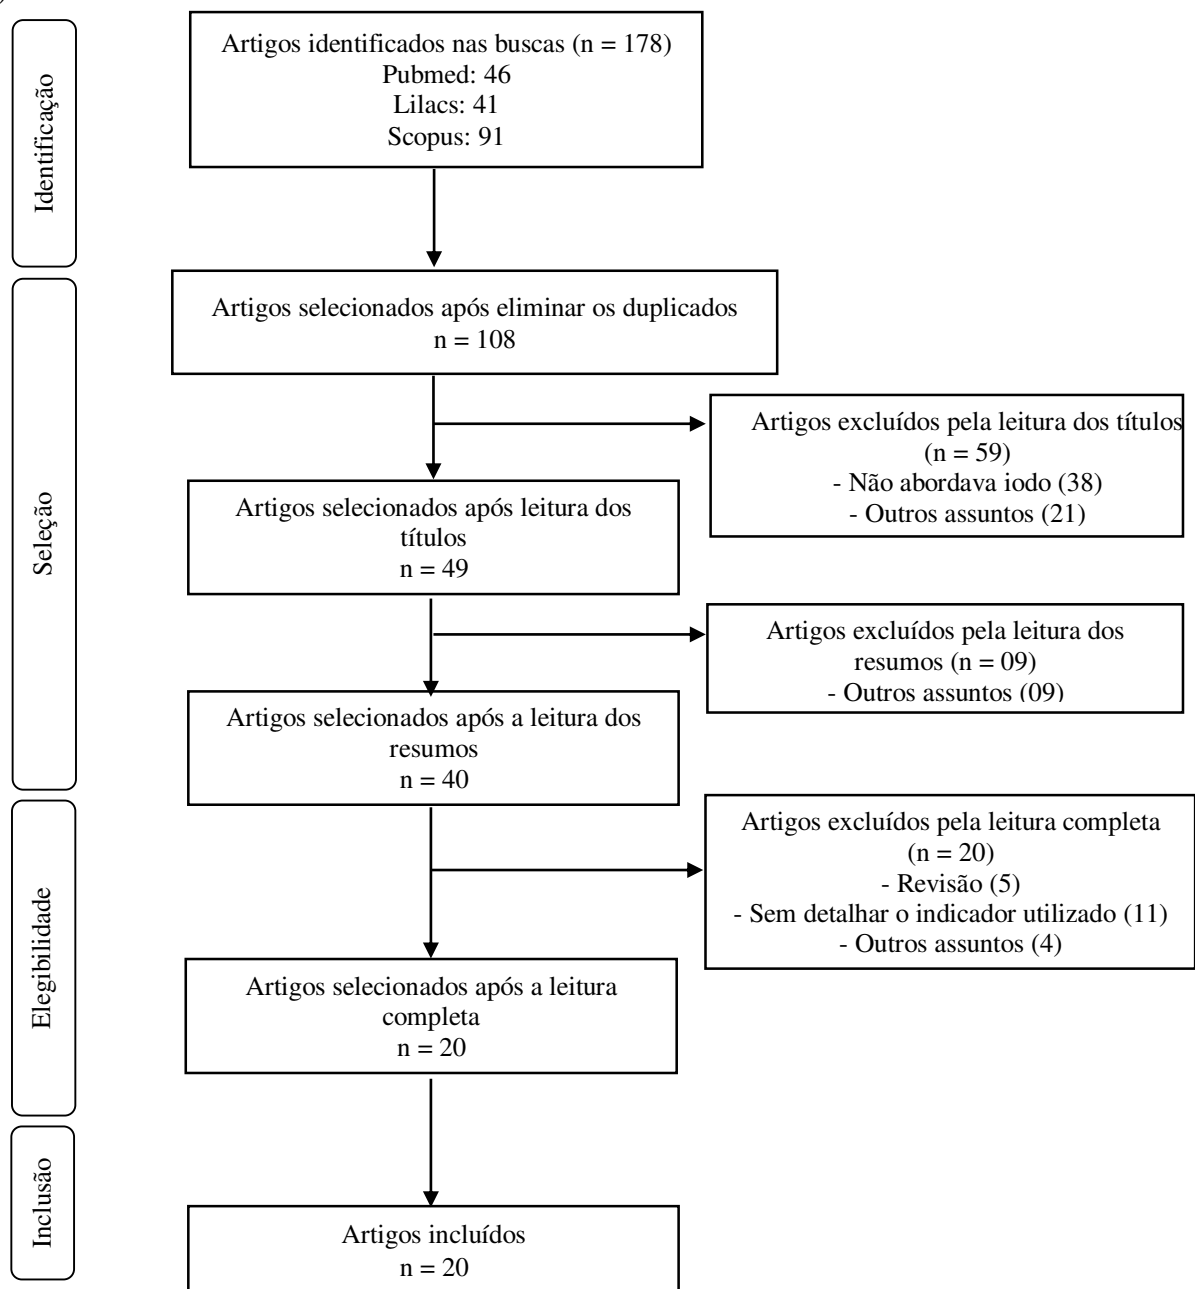 Identificação
Artigos identificados nas buscas (n = 178)
Pubmed: 46
Lilacs: 41
Scopus: 91
Seleção
Artigos selecionados após eliminar os duplicados
n = 108
Artigos excluídos pela leitura dos títulos
(n = 59)
- Não abordava iodo (38)
- Outros assuntos (21)
Artigos selecionados após leitura dos
títulos
n = 49
Artigos excluídos pela leitura dos
resumos (n = 09)
- Outros assuntos (09)
Artigos selecionados após a leitura dos
resumos
n = 40
Elegibilidade
Artigos excluídos pela leitura completa
(n = 20)
- Revisão (5)
- Sem detalhar o indicador utilizado (11)
- Outros assuntos (4)
Artigos selecionados após a leitura
completa
n = 20
Inclusão
Artigos incluídos
n = 20